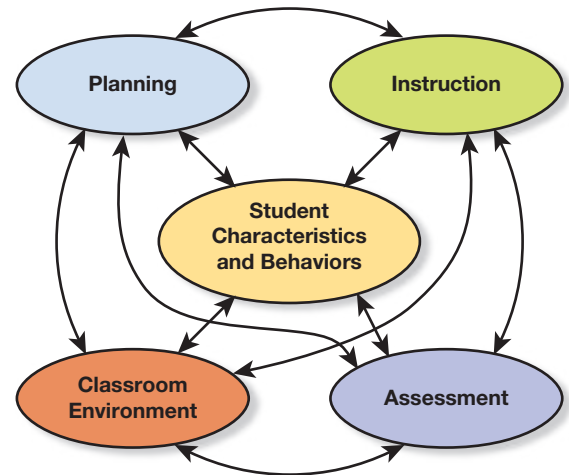 Planning
Instruction
Student
Characteristics
and Behaviors
Classroom
Environment
Assessment